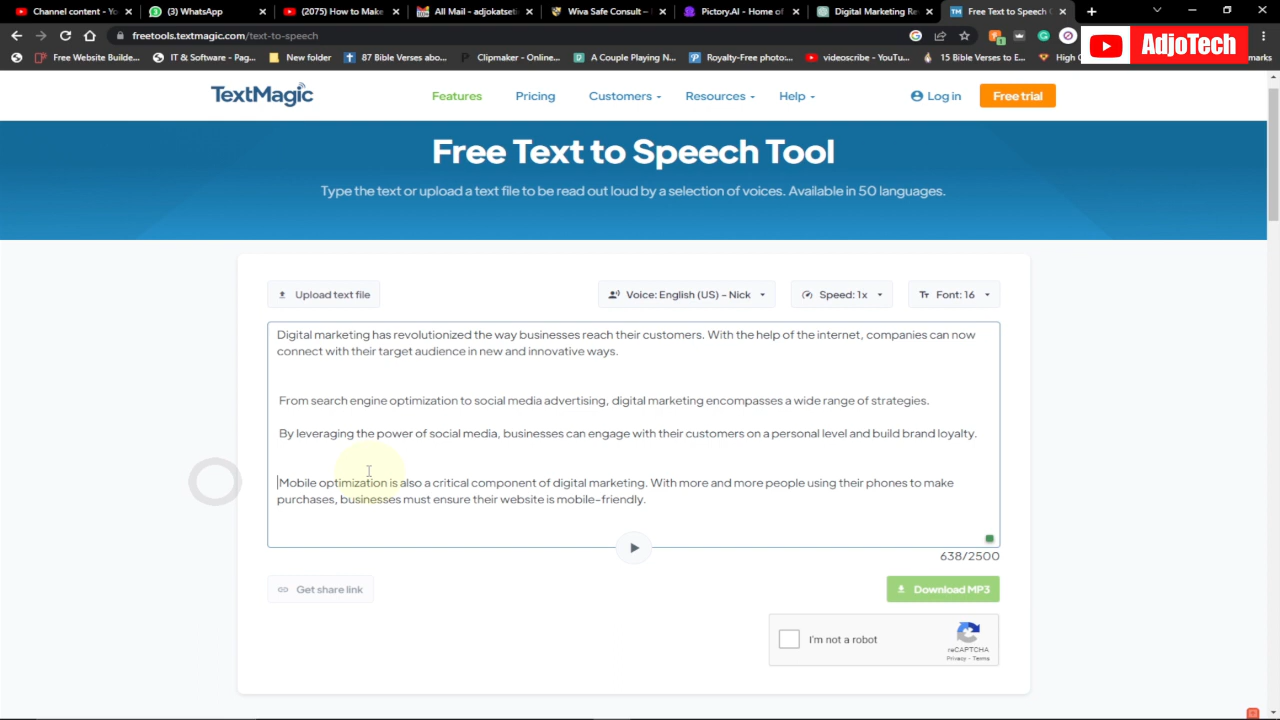 Channel content - Yo
(3) WhatsApp
(2075) How to Make
All Mail - adjokatseti
Wiva Safe Consult –
Pictory.AI - Home of
Digital Marketing Re
Free Text to Speech
freetools.textmagic.com/text-to-speech
AdjoTech
Free Website Builde...
IT & Software - Pag...
New folder
87 Bible Verses abo...
Clipmaker - Online...
A Couple Playing N...
Royalty-Free photo:...
videoscribe - YouTu...
15 Bible Verses to E
High
marks
TextMagic
Features
Pricing
Customers
Resources
Help
Log in
Free trial
Free Text to Speech Tool
Type the text or upload a text file to be read out loud by a selection of voices. Available in 50 languages.
Upload text file
Voice: English (US) – Nick
Speed: 1x
Tт Font: 16
Digital marketing has revolutionized the way businesses reach their customers. With the help of the internet, companies can now
connect with their target audience in new and innovative ways.
From search engine optimization to social media advertising, digital marketing encompasses a wide range of strategies.
By leveraging the power of social media, businesses can engage with their customers on a personal level and build brand loyalty.
Mobile optimization is also a critical component of digital marketing. With more and more people using their phones to make
purchases, businesses must ensure their website is mobile-friendly.
638/2500
Get share link
Download MP3
I'm not a robot
reCAPTCHA
Privacy - Terms